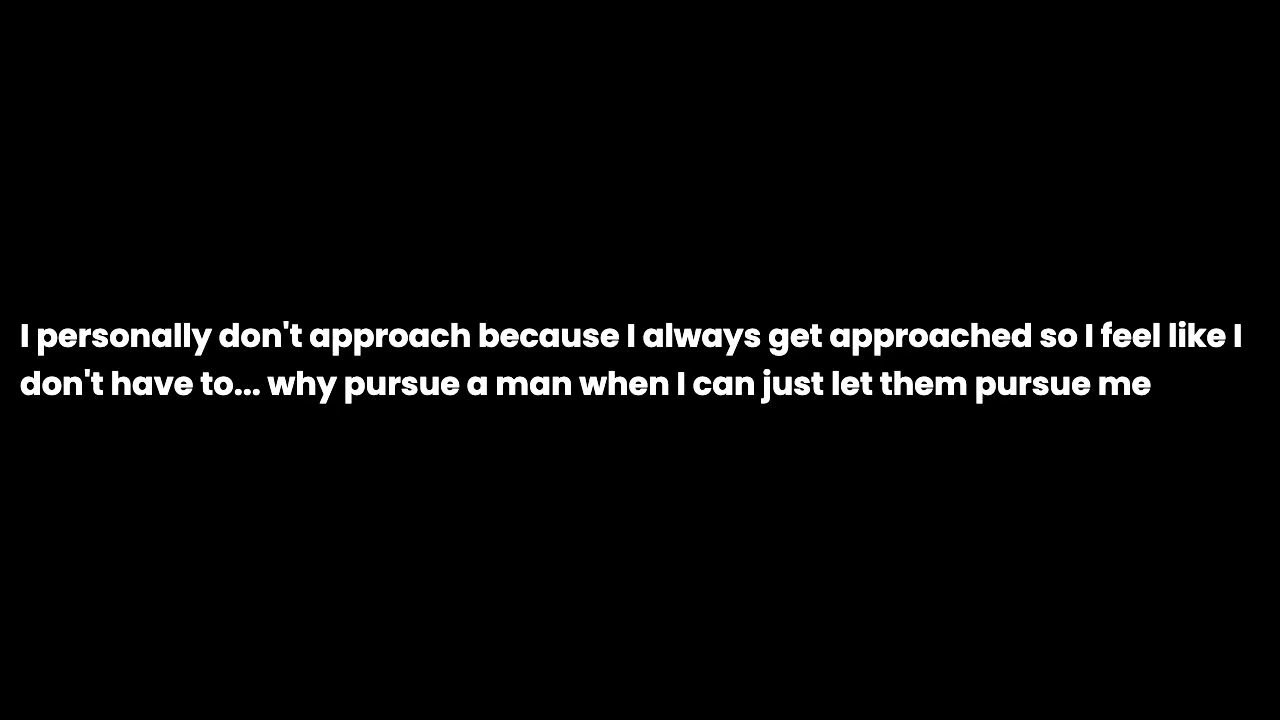 I personally don't approach because I always get approached so I feel like I
don't have to... why pursue a man when I can just let them pursue me